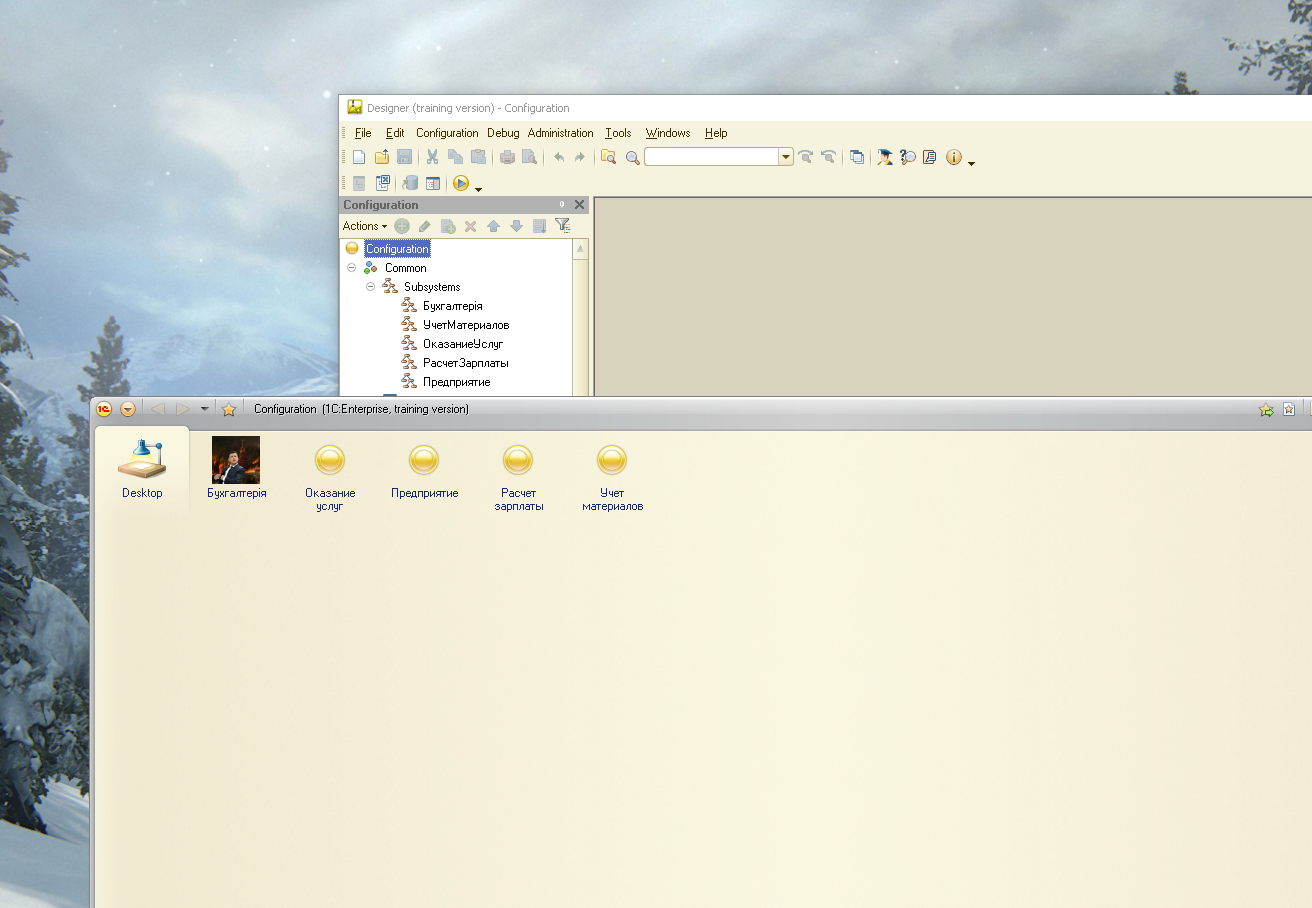 Designer (training version) - Configuration
File Edit Configuration Debug Administration Tools Windows Help
Configuration
Actions
Configuration
Common
Subsystems
Бухгалтерія
УчетМатериалов
ОказаниеУслуг
РасчетЗарплаты
Предприятие
1С Configuration (1C:Enterprise, training version)
Desktop
Бухгалтерія
Оказание
услуг
Предприятие
Расчет
зарплаты
Учет
материалов